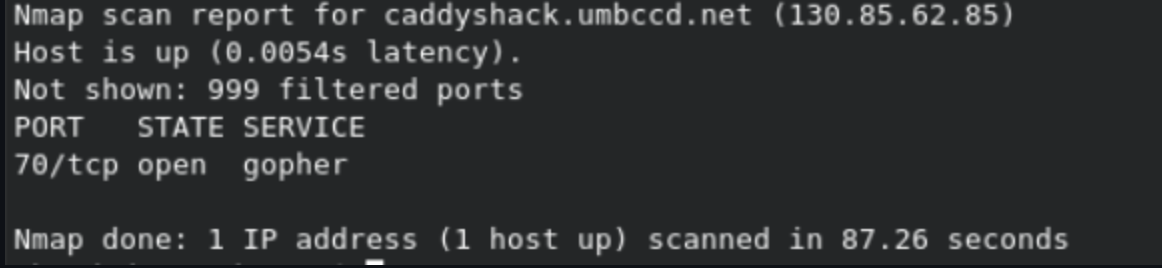 Nmap scan report for caddyshack.umbccd.net (130.85.62.85)
Host is up (0.0054s latency).
Not shown: 999 filtered ports
PORT   STATE SERVICE
70/tcp open  gopher
Nmap done: 1 IP address (1 host up) scanned in 87.26 seconds